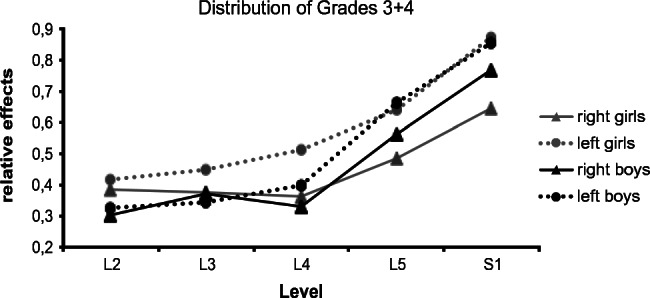 Distribution of Grades 3+4
0,9
0,8
0,7
0,6
0,5
0,4
0,3
0,2
relative effects
L2 L3 L4 L5 S1
Level
right girls
left girls
right boys
left boys